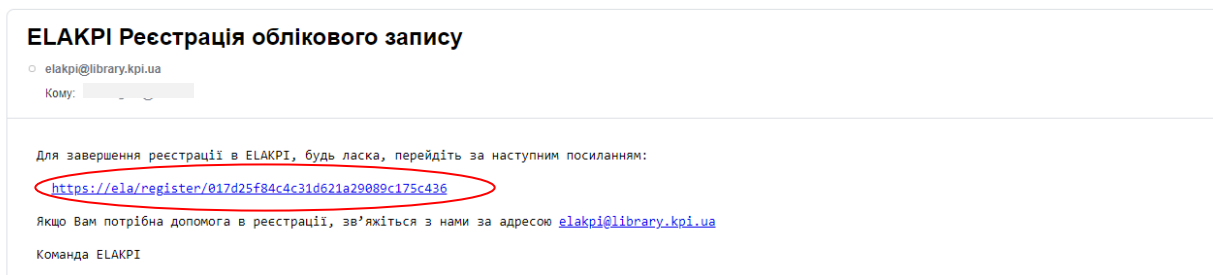 ELAKPI Реєстрація облікового запису
elakpi@library.kpi.ua
Кому:
Для завершення реєстрації в ELAKPI, будь ласка, перейдіть за наступним посиланням:
https://ela/register/017d25f84c4c31d621a29089c175c436
Якщо Вам потрібна допомога в реєстрації, зв’яжіться з нами за адресою elakpi@library.kpi.ua
Команда ELAKPI